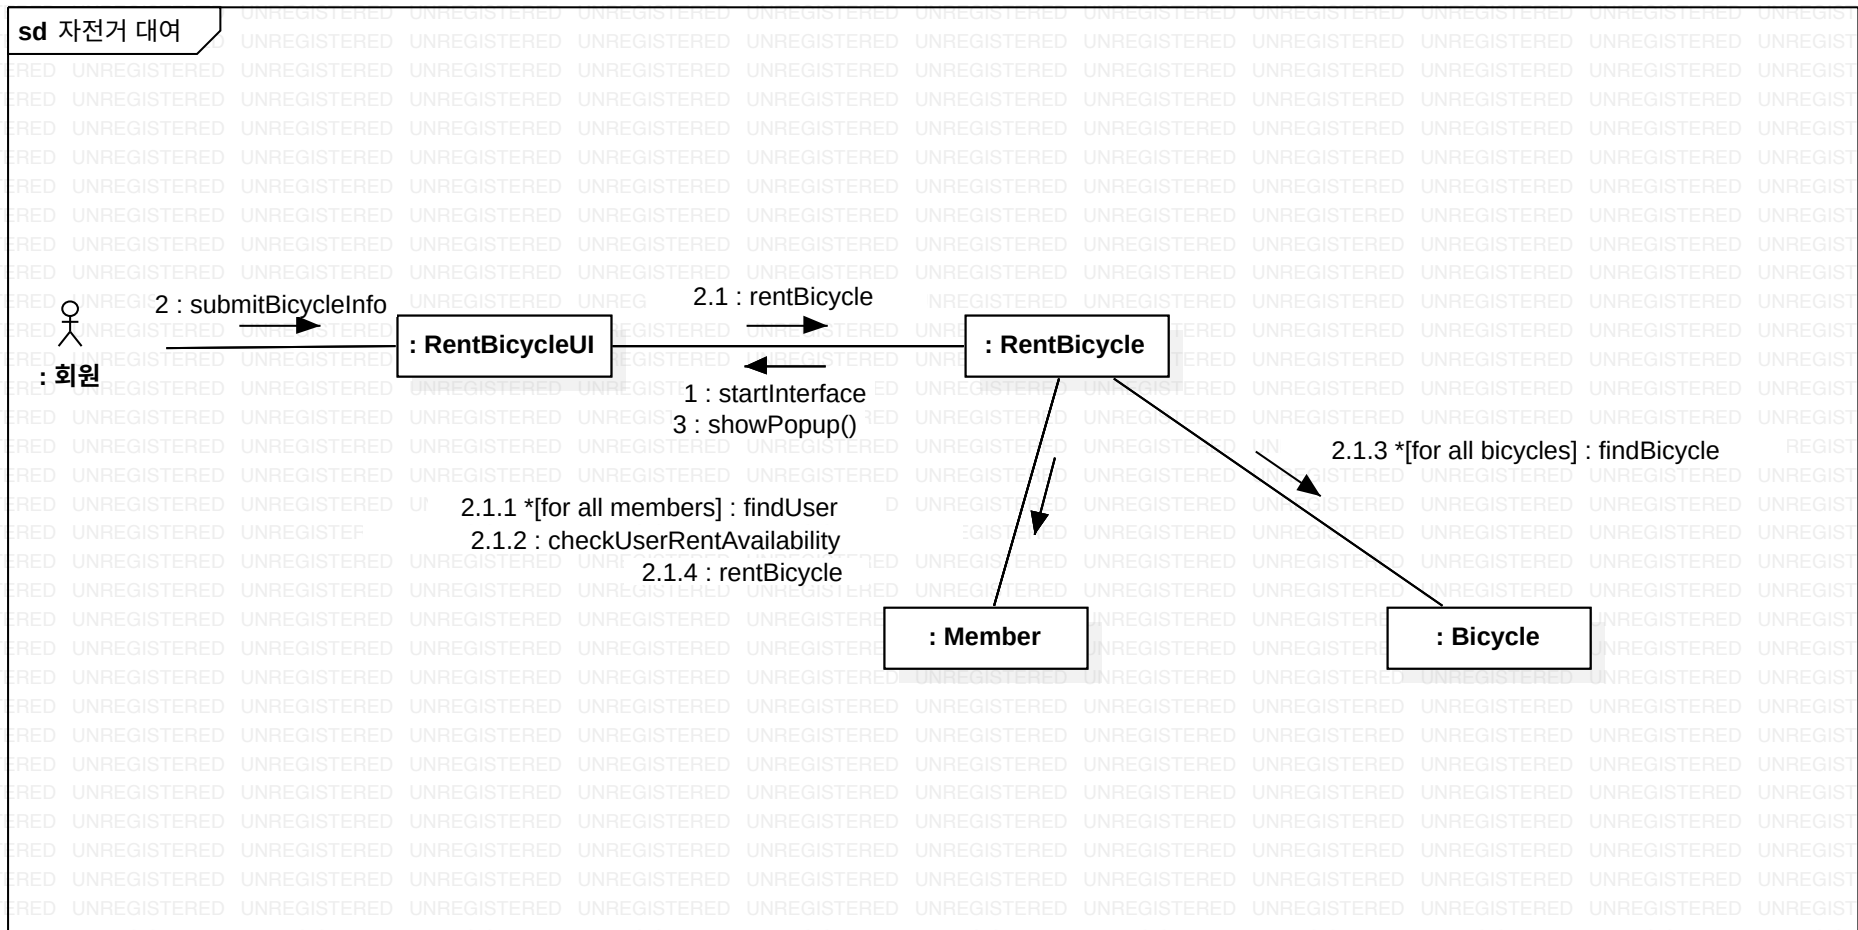 sd 자전거 대여
2 : submitBicycleInfo
2.1 : rentBicycle
: 회원
: RentBicycleUI
: RentBicycle
1 : startInterface
3 : showPopup()
2.1.3 *[for all bicycles] : findBicycle
2.1.1 *[for all members] : findUser
2.1.2 : checkUserRentAvailability
2.1.4 : rentBicycle
: Member
: Bicycle
UNREGISTERED